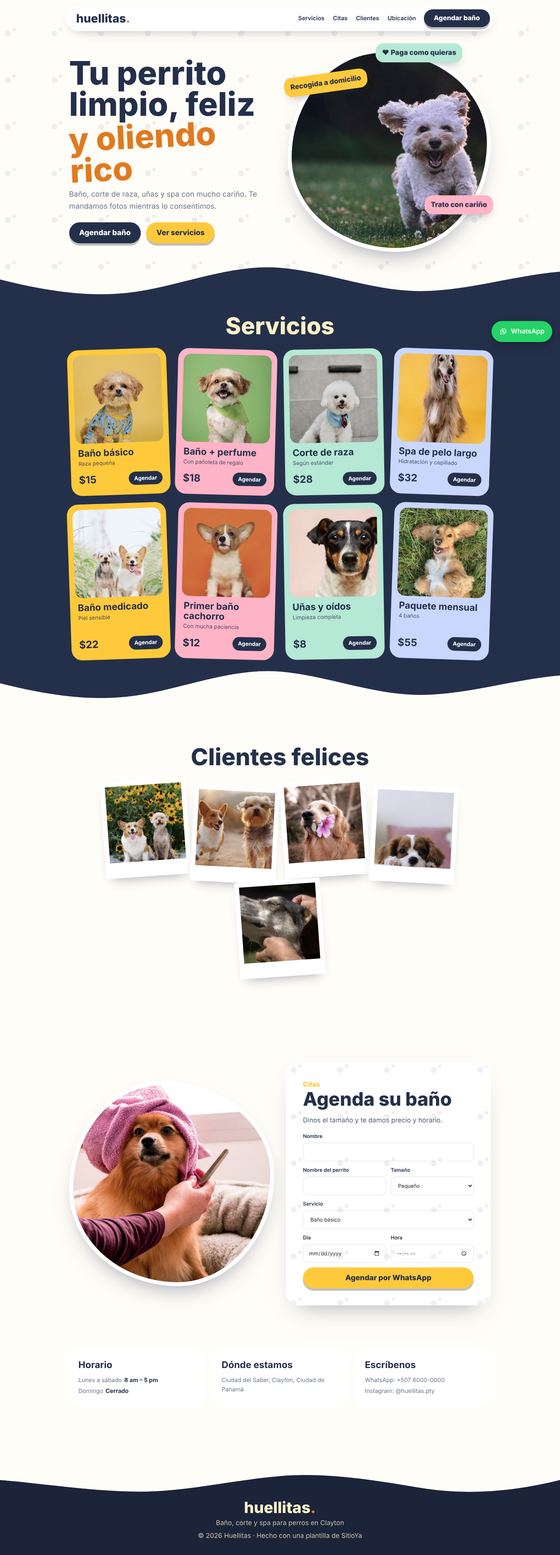 huellitas.
Servicios Citas Clientes Ubicación Agendar baño
Tu perrito
limpio, feliz
y oliendo
rico
Baño, corte de raza, uñas y spa con mucho cariño. Te
mandamos fotos mientras lo consentimos.
Agendar baño Ver servicios
♥ Paga como quieras
Recogida a domicilio
Trato con cariño
WhatsApp
Servicios
Baño básico
Raza pequeña
$15 Agendar
Baño + perfume
Con pañoleta de regalo
$18 Agendar
Corte de raza
Según estándar
$28 Agendar
Spa de pelo largo
Hidratación y cepillado
$32 Agendar
Baño medicado
Piel sensible
$22 Agendar
Primer baño
cachorro
Con mucha paciencia
$12 Agendar
Uñas y oídos
Limpieza completa
$8 Agendar
Paquete mensual
4 baños
$55 Agendar
Clientes felices
Citas
Agenda su baño
Dinos el tamaño y te damos precio y horario.
Nombre
Nombre del perrito Tamaño
Pequeño
Servicio
Baño básico
Día Hora
mm/dd/yyyy --:-- --
Agendar por WhatsApp
Horario
Lunes a sábado 8 am – 5 pm
Domingo Cerrado
Dónde estamos
Ciudad del Saber, Clayton, Ciudad de
Panamá
Escríbenos
WhatsApp: +507 6000-0000
Instagram: @huellitas.pty
huellitas.
Baño, corte y spa para perros en Clayton
© 2026 Huellitas · Hecho con una plantilla de SitioYa